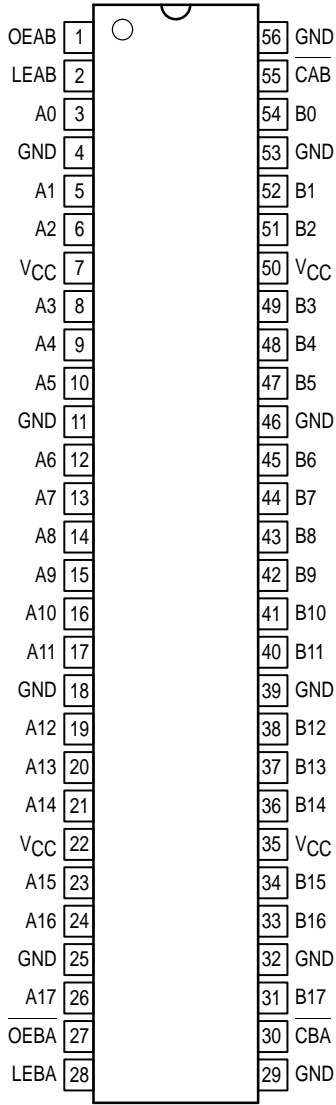 OEAB 1 56 GND
LEAB 2 55 C̅A̅B̅
A0 3 54 B0
GND 4 53 GND
A1 5 52 B1
A2 6 51 B2
VCC 7 50 VCC
A3 8 49 B3
A4 9 48 B4
A5 10 47 B5
GND 11 46 GND
A6 12 45 B6
A7 13 44 B7
A8 14 43 B8
A9 15 42 B9
A10 16 41 B10
A11 17 40 B11
GND 18 39 GND
A12 19 38 B12
A13 20 37 B13
A14 21 36 B14
VCC 22 35 VCC
A15 23 34 B15
A16 24 33 B16
GND 25 32 GND
A17 26 31 B17
O̅E̅B̅A̅ 27 30 C̅B̅A̅
LEBA 28 29 GND